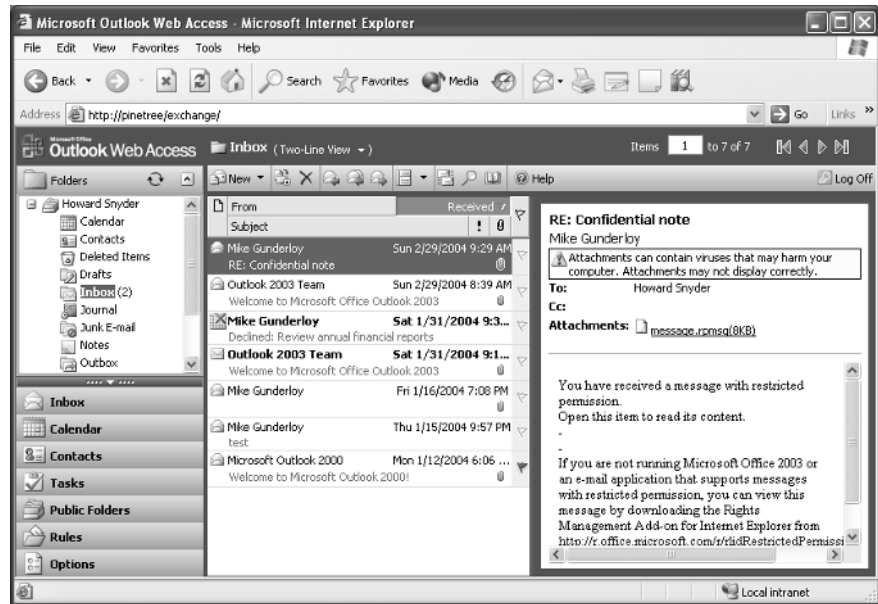 Microsoft Outlook Web Access - Microsoft Internet Explorer
File Edit View Favorites Tools Help
Back Search Favorites Media
Address http://pinetree/exchange/ Go Links »
Microsoft Office
Outlook Web Access Inbox (Two-Line View) Items 1 to 7 of 7
Folders New Help Log Off
Howard Snyder
Calendar
Contacts
Deleted Items
Drafts
Inbox (2)
Journal
Junk E-mail
Notes
Outbox
Inbox
Calendar
Contacts
Tasks
Public Folders
Rules
Options
From Received
Subject !
Mike Gunderloy Sun 2/29/2004 9:29 AM
RE: Confidential note
Outlook 2003 Team Sun 2/29/2004 8:39 AM
Welcome to Microsoft Office Outlook 2003
Mike Gunderloy Sat 1/31/2004 9:3...
Declined: Review annual financial reports
Outlook 2003 Team Sat 1/31/2004 9:1...
Welcome to Microsoft Office Outlook 2003
Mike Gunderloy Fri 1/16/2004 7:08 PM
Mike Gunderloy Thu 1/15/2004 9:57 PM
test
Microsoft Outlook 2000 Mon 1/12/2004 6:06 ...
Welcome to Microsoft Outlook 2000!
RE: Confidential note
Mike Gunderloy
Attachments can contain viruses that may harm your
computer. Attachments may not display correctly.
To: Howard Snyder
Cc:
Attachments: message.rpmsg(8KB)
You have received a message with restricted
permission.
Open this item to read its content.
-
-
If you are not running Microsoft Office 2003 or
an e-mail application that supports messages
with restricted permission, you can view this
message by downloading the Rights
Management Add-on for Internet Explorer from
http://r.office.microsoft.com/r/rlidRestrictedPermissi
Local intranet